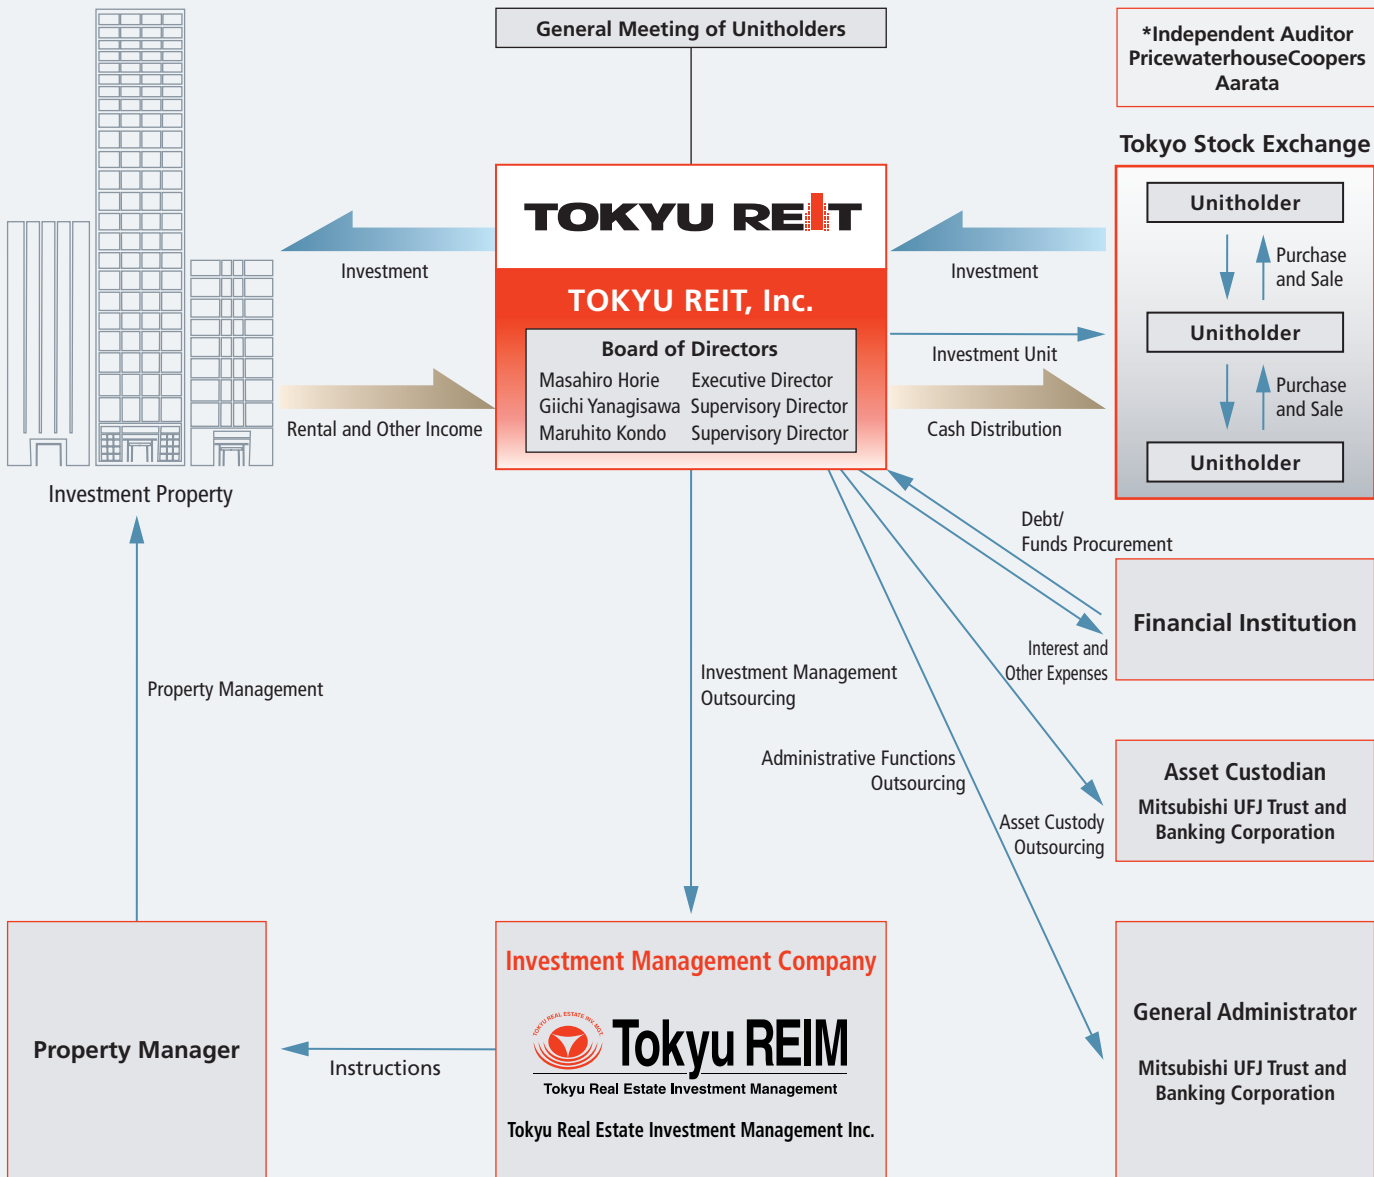 General Meeting of Unitholders
*Independent Auditor
PricewaterhouseCoopers
Aarata
Tokyo Stock Exchange
Unitholder
Purchase
and Sale
Unitholder
Purchase
and Sale
Unitholder
TOKYU REIT
Investment
Investment
TOKYU REIT, Inc.
Board of Directors
Masahiro Horie Executive Director
Giichi Yanagisawa Supervisory Director
Maruhito Kondo Supervisory Director
Investment Unit
Rental and Other Income
Cash Distribution
Investment Property
Debt/
Funds Procurement
Financial Institution
Interest and
Other Expenses
Property Management
Investment Management
Outsourcing
Administrative Functions
Outsourcing
Asset Custody
Outsourcing
Asset Custodian
Mitsubishi UFJ Trust and
Banking Corporation
Property Manager
Instructions
Investment Management Company
TOKYU REAL ESTATE INV. MGT.
Tokyu REIM
Tokyu Real Estate Investment Management
Tokyu Real Estate Investment Management Inc.
General Administrator
Mitsubishi UFJ Trust and
Banking Corporation